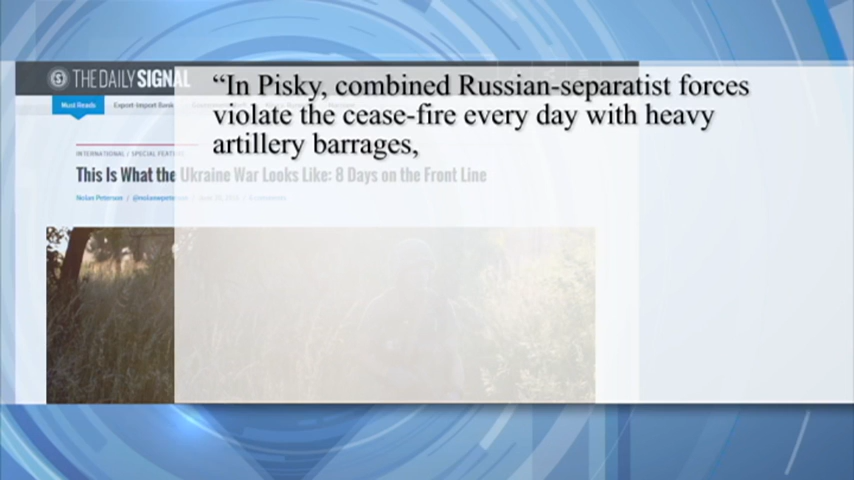 THE DAILY SIGNAL
“In Pisky, combined Russian-separatist forces
violate the cease-fire every day with heavy
artillery barrages,
Must Reads Export-Import Bank
INTERNATIONAL / SPECIAL
This Is What the Ukraine War Looks Like: 8 Days on the Front Line
Nolan Peterson /